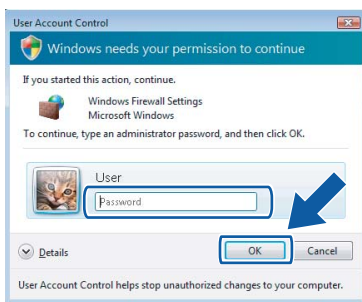 User Account Control
Windows needs your permission to continue
If you started this action, continue.
Windows Firewall Settings
Microsoft Windows
To continue, type an administrator password, and then click OK.
User
Password
Details
OK
Cancel
User Account Control helps stop unauthorized changes to your computer.